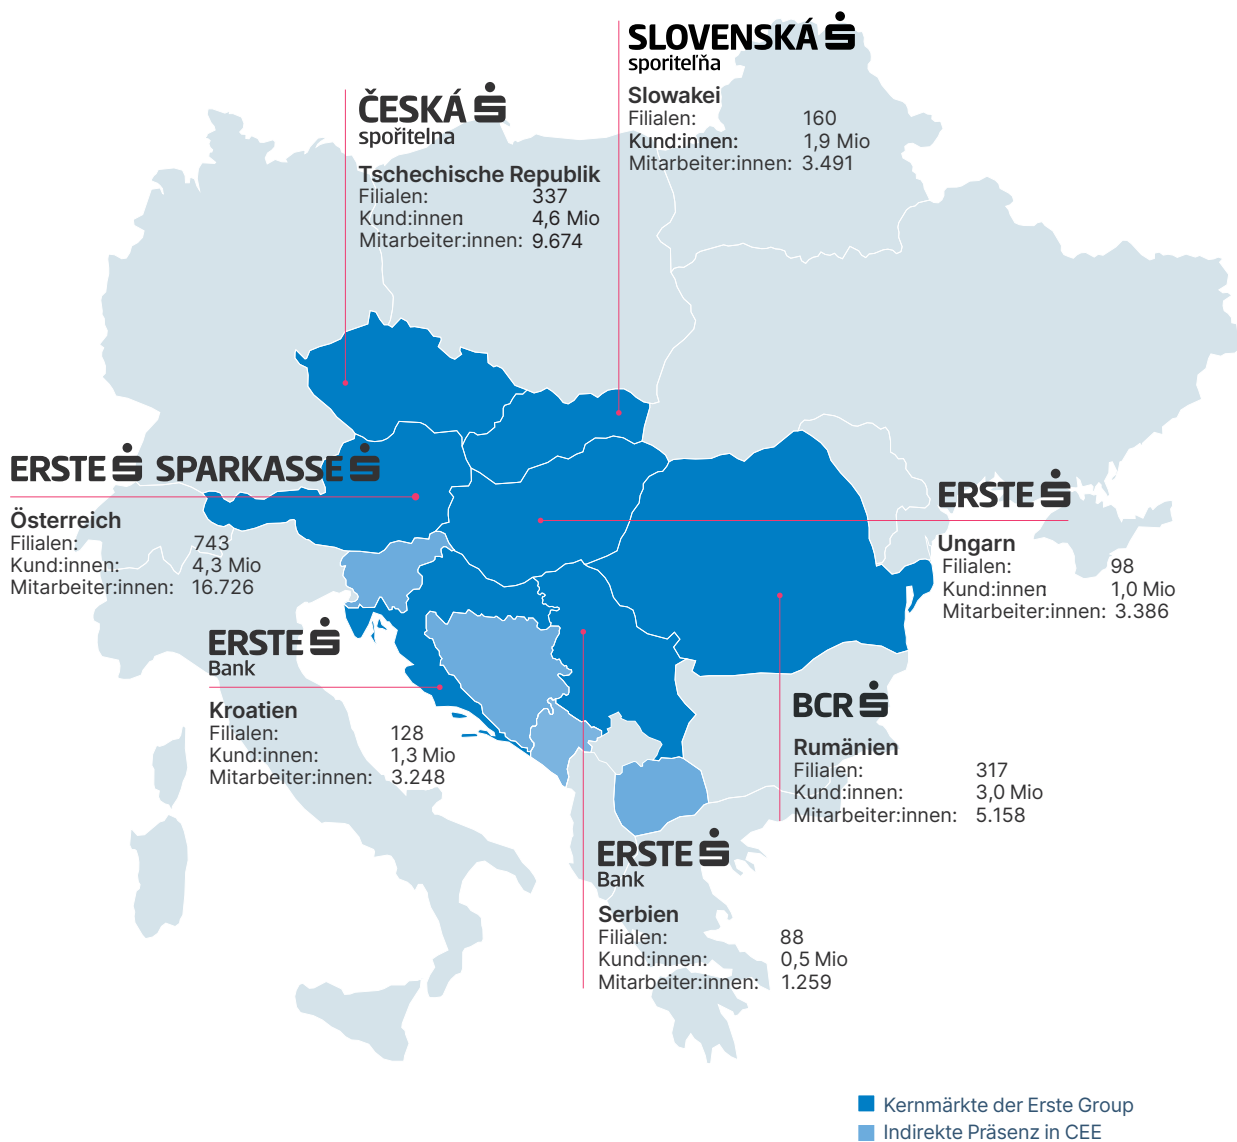 SLOVENSKÁ
sporiteľňa
Slowakei
Filialen: 160
Kund:innen: 1,9 Mio
Mitarbeiter:innen: 3.491
ČESKÁ
spořitelna
Tschechische Republik
Filialen: 337
Kund:innen 4,6 Mio
Mitarbeiter:innen: 9.674
ERSTE SPARKASSE
Österreich
Filialen: 743
Kund:innen: 4,3 Mio
Mitarbeiter:innen: 16.726
ERSTE
Ungarn
Filialen: 98
Kund:innen 1,0 Mio
Mitarbeiter:innen: 3.386
ERSTE
Bank
Kroatien
Filialen: 128
Kund:innen: 1,3 Mio
Mitarbeiter:innen: 3.248
BCR
Rumänien
Filialen: 317
Kund:innen: 3,0 Mio
Mitarbeiter:innen: 5.158
ERSTE
Bank
Serbien
Filialen: 88
Kund:innen: 0,5 Mio
Mitarbeiter:innen: 1.259
Kernmärkte der Erste Group
Indirekte Präsenz in CEE